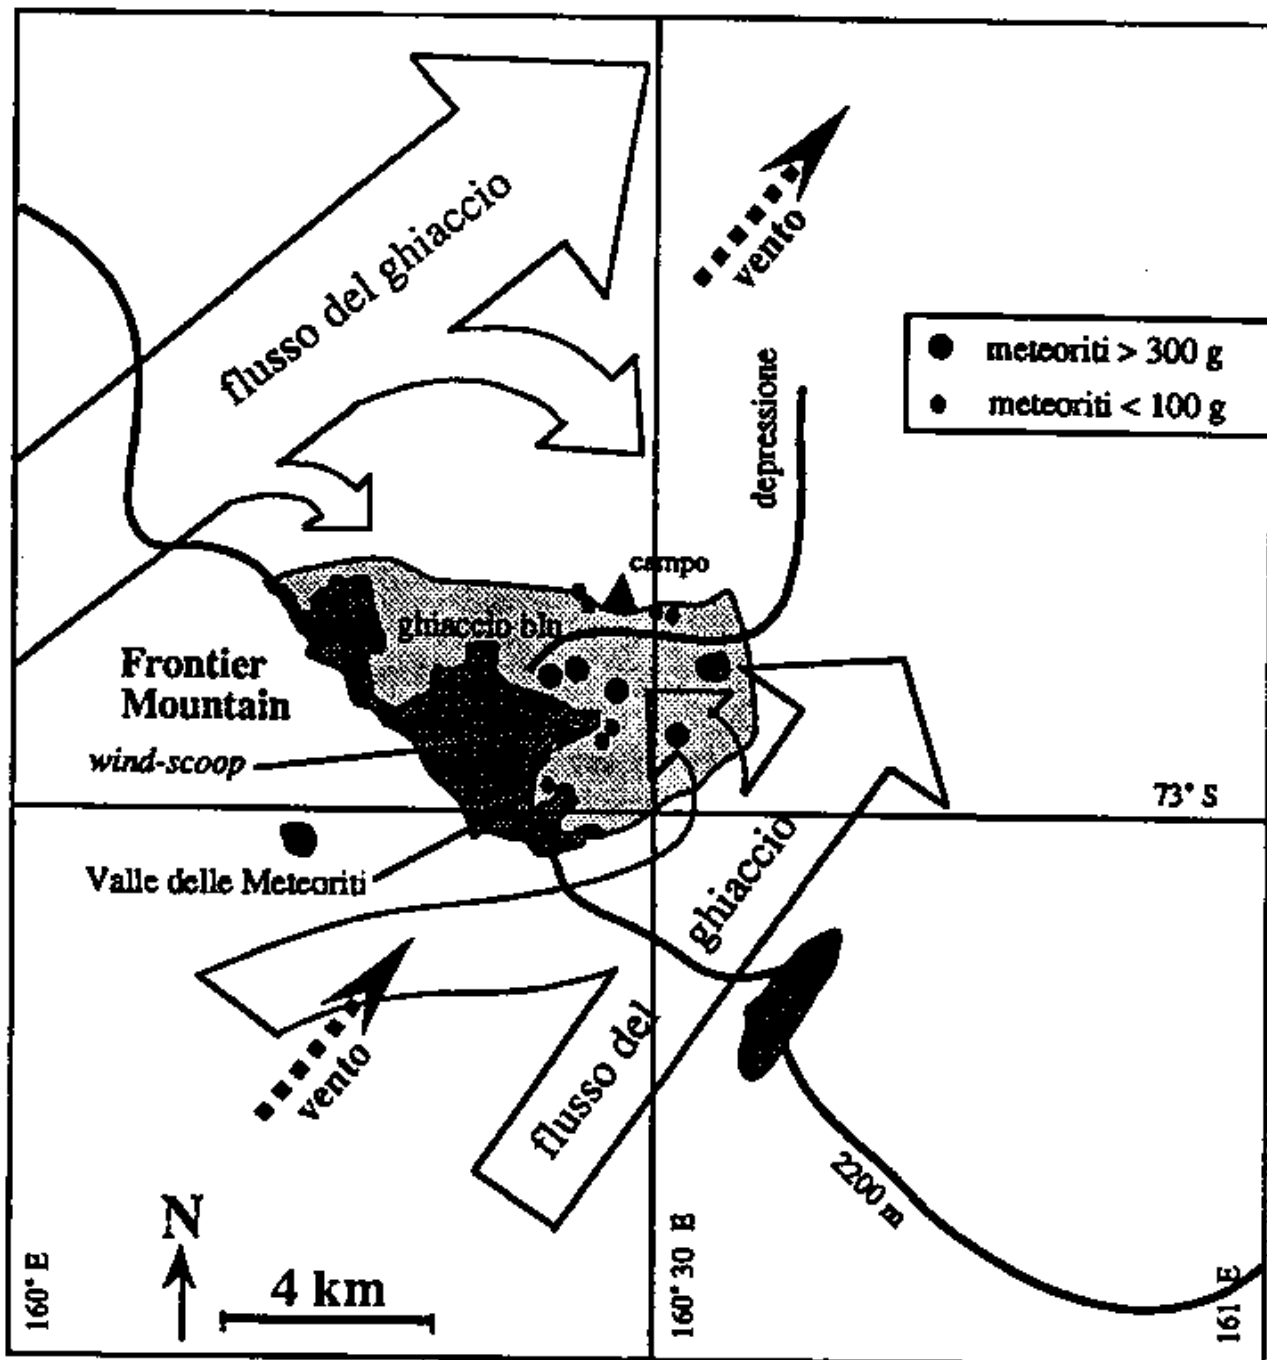 flusso del ghiaccio
vento
meteoriti > 300 g
meteoriti < 100 g
depressione
campo
ghiaccio blu
Frontier
Mountain
wind-scoop
73° S
Valle delle Meteoriti
flusso del ghiaccio
vento
2200 m
N
4 km
160° E
160° 30 E
161 E